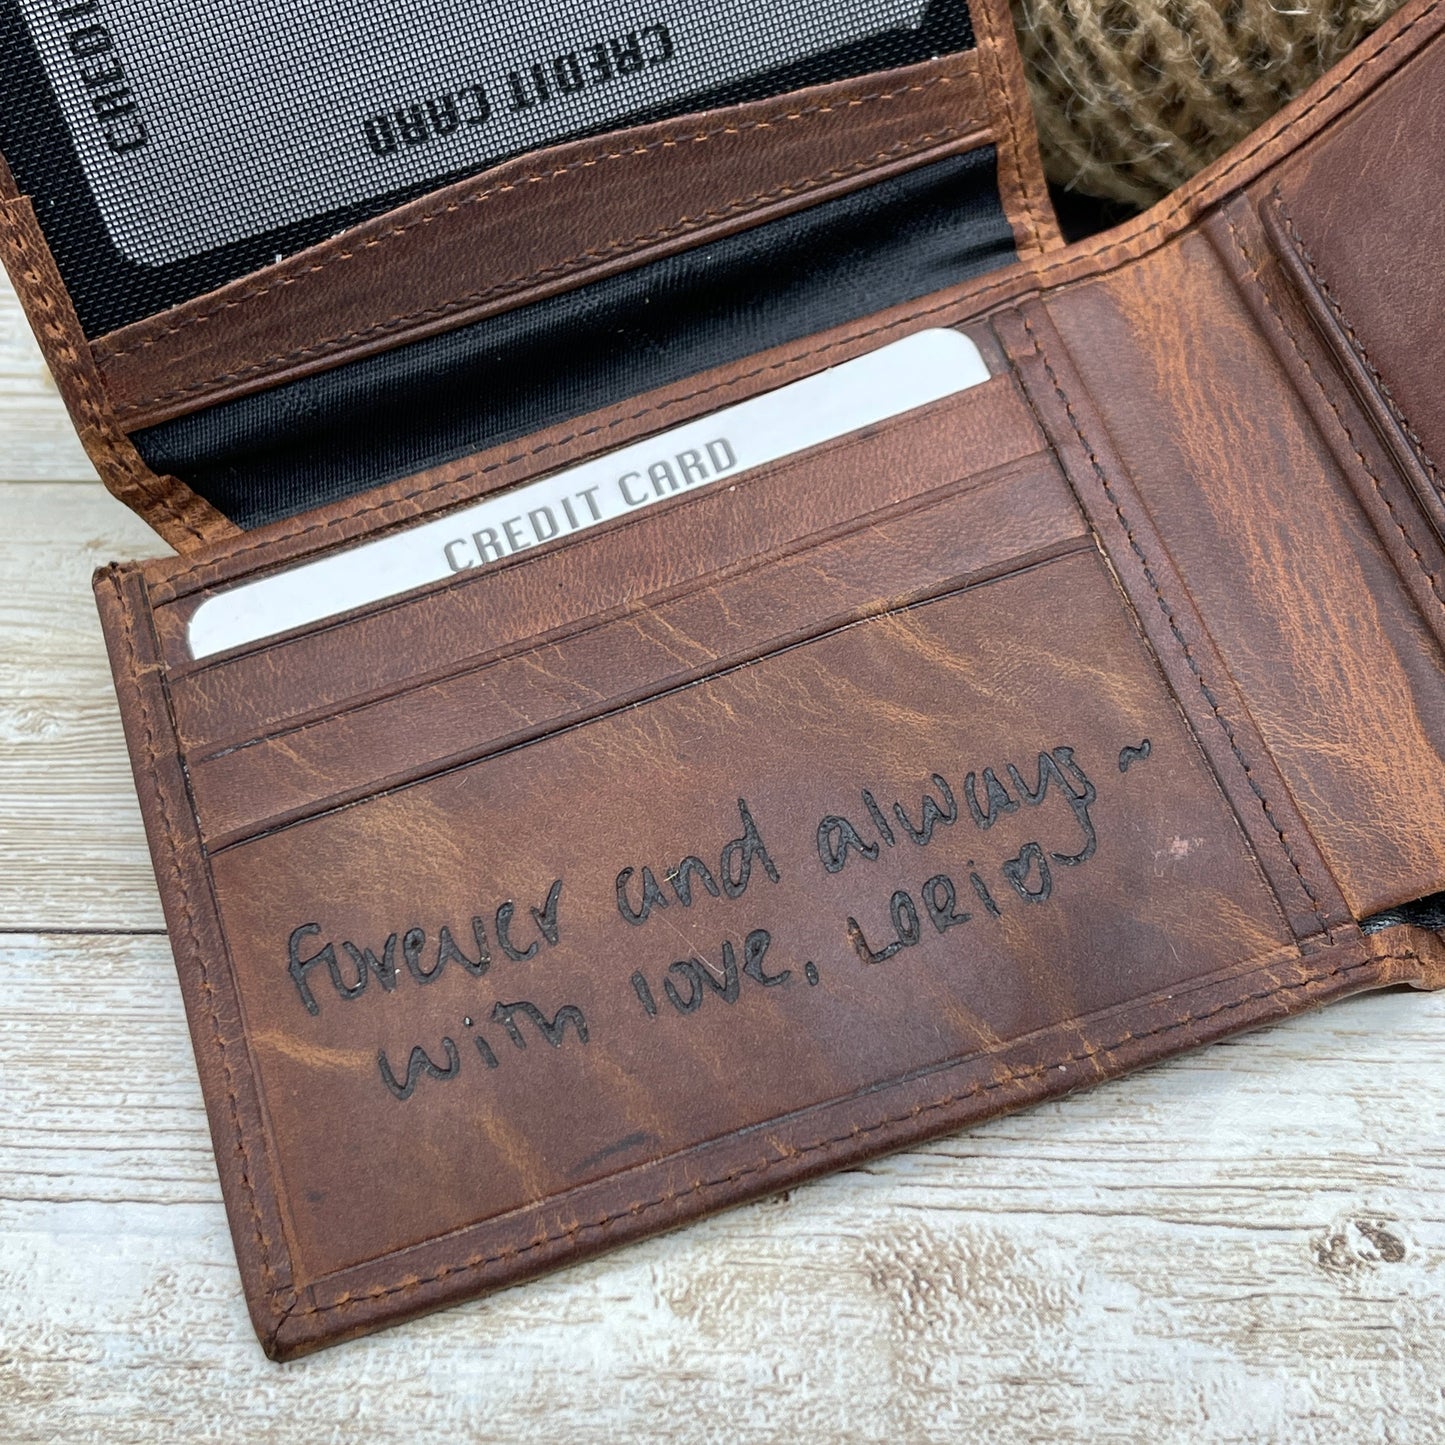 CREDIT CARD
CREDIT CARD
forever and always ~
with love, LORI♡